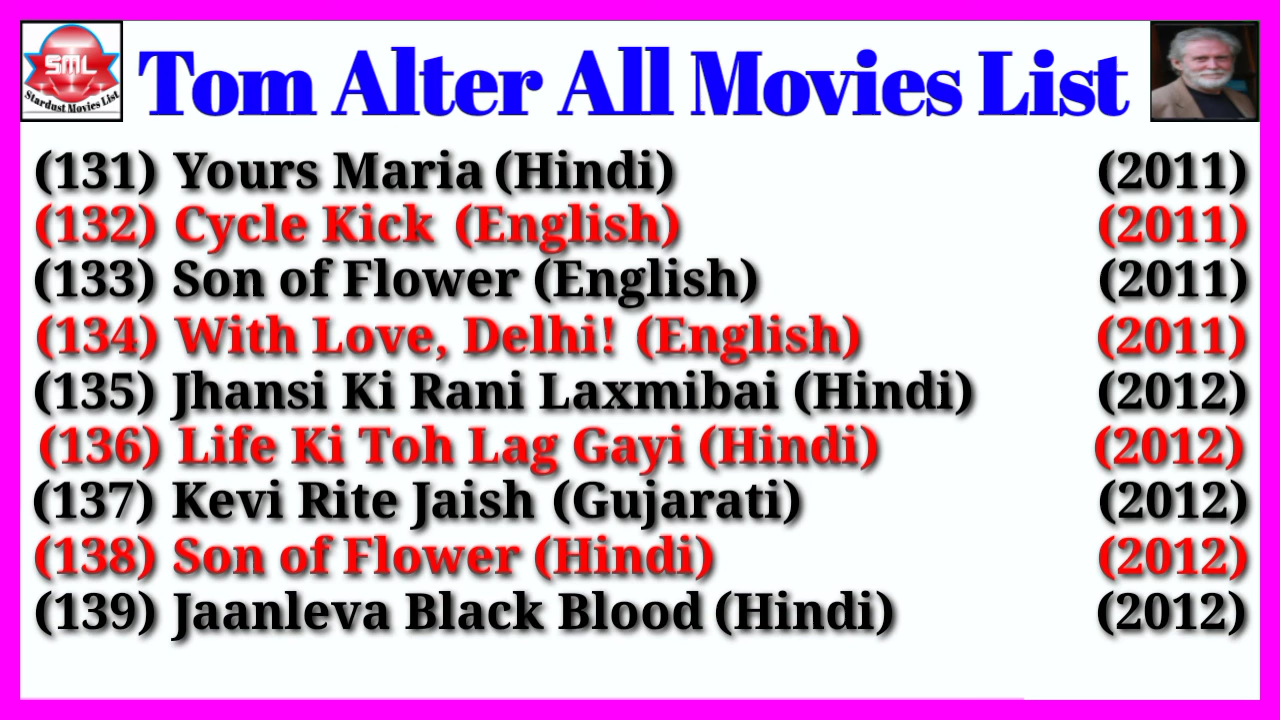 SML
Stardust Movies List
Tom Alter All Movies List
(131) Yours Maria (Hindi) (2011)
(132) Cycle Kick (English) (2011)
(133) Son of Flower (English) (2011)
(134) With Love, Delhi! (English) (2011)
(135) Jhansi Ki Rani Laxmibai (Hindi) (2012)
(136) Life Ki Toh Lag Gayi (Hindi) (2012)
(137) Kevi Rite Jaish (Gujarati) (2012)
(138) Son of Flower (Hindi) (2012)
(139) Jaanleva Black Blood (Hindi) (2012)